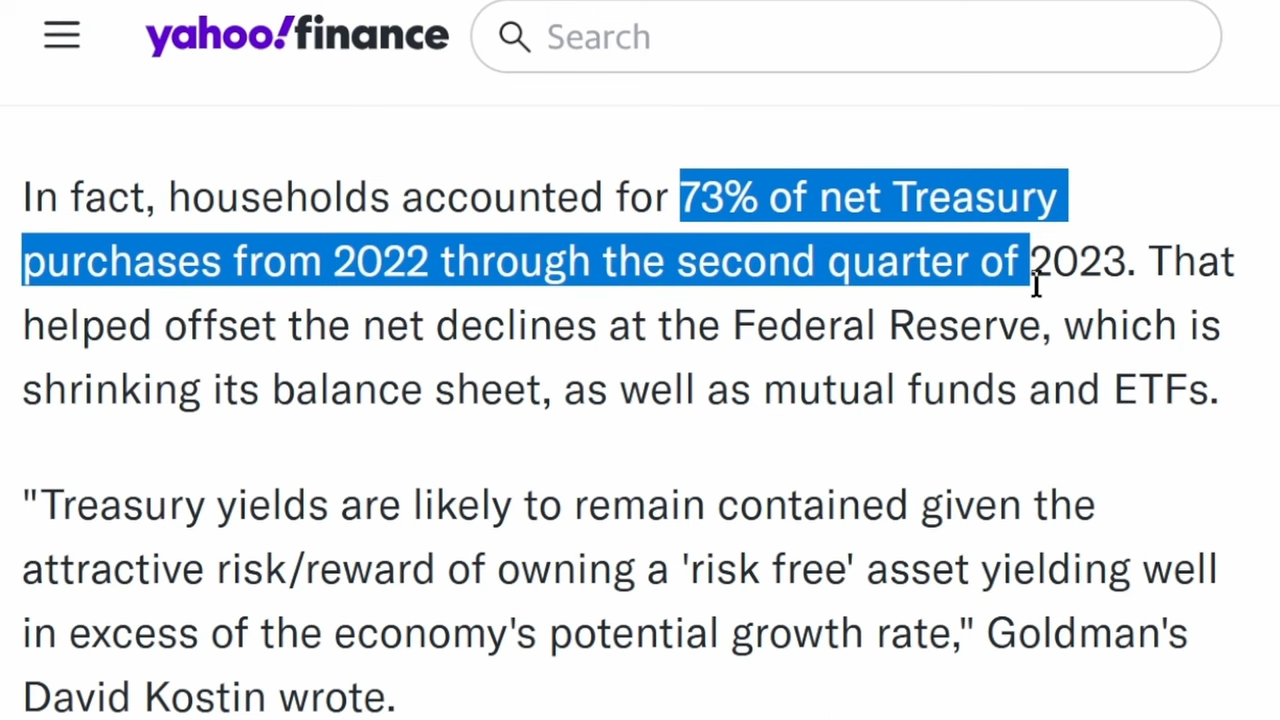 yahoo!finance
Search
In fact, households accounted for 73% of net Treasury
purchases from 2022 through the second quarter of 2023. That
helped offset the net declines at the Federal Reserve, which is
shrinking its balance sheet, as well as mutual funds and ETFs.
"Treasury yields are likely to remain contained given the
attractive risk/reward of owning a 'risk free' asset yielding well
in excess of the economy's potential growth rate," Goldman's
David Kostin wrote.